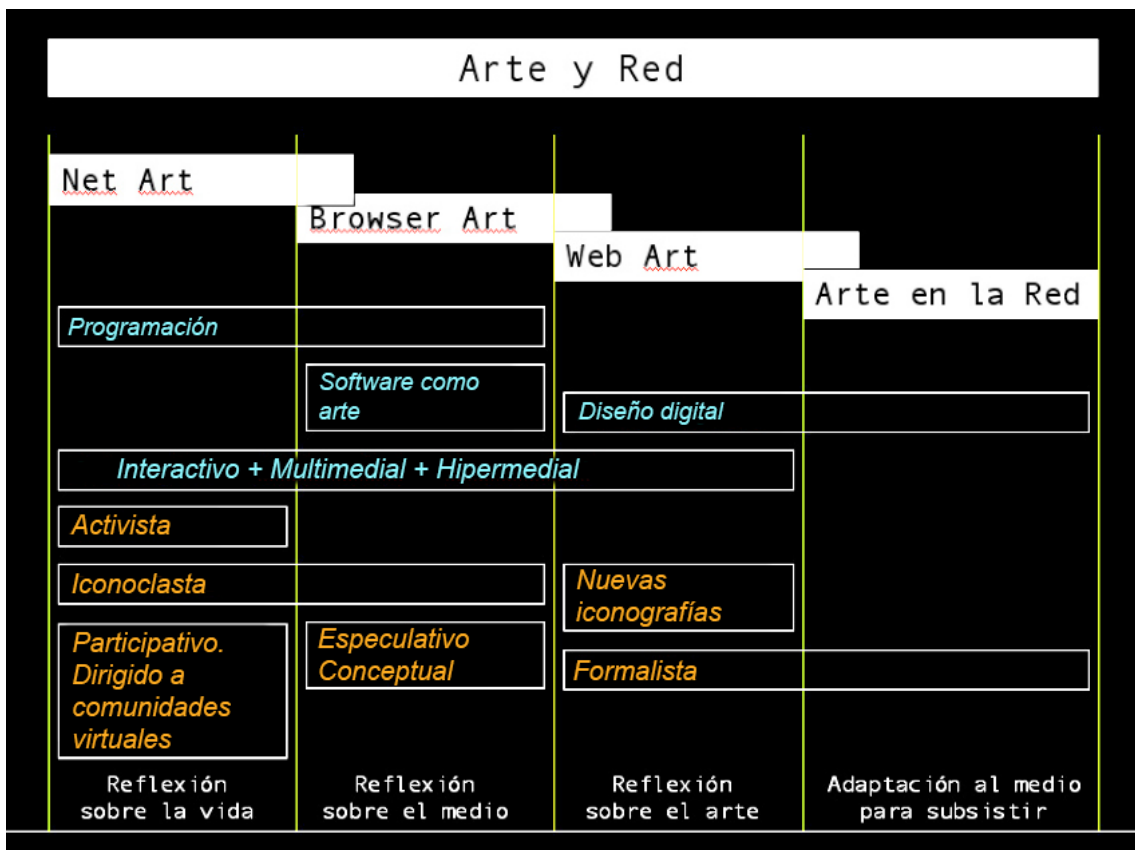 Arte y Red
Net Art
Browser Art
Web Art
Arte en la Red
Programación
Software como
arte
Diseño digital
Interactivo + Multimedial + Hipermedial
Activista
Iconoclasta
Nuevas
iconografías
Participativo.
Dirigido a
comunidades
virtuales
Especulativo
Conceptual
Formalista
Reflexión
sobre la vida
Reflexión
sobre el medio
Reflexión
sobre el arte
Adaptación al medio
para subsistir